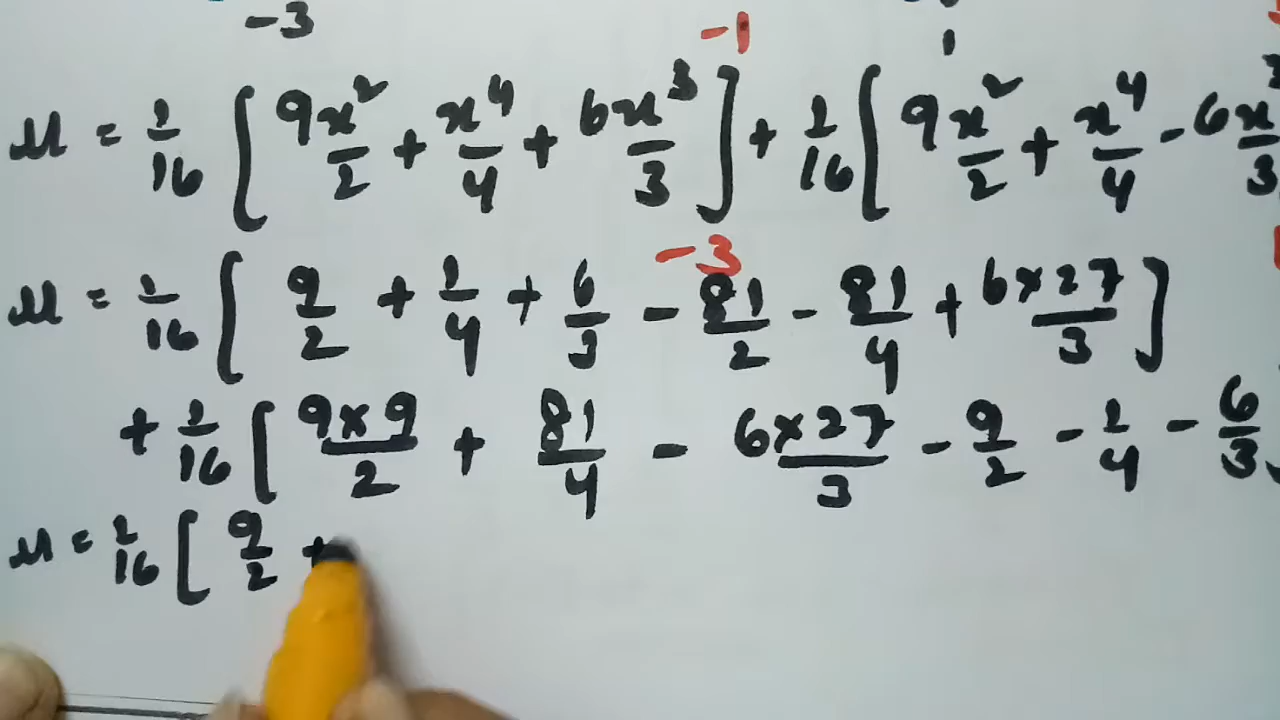 -3
-1
1
μ = 1/16 [ 9x²/2 + x⁴/4 + 6x³/3 ] + 1/16 [ 9x²/2 + x⁴/4 - 6x³/3
-3
μ = 1/16 [ 9/2 + 1/4 + 6/3 - 81/2 - 81/4 + 6×27/3 ]
+ 1/16 [ 9×9/2 + 81/4 - 6×27/3 - 9/2 - 1/4 - 6/3
μ = 1/16 [ 9/2 +